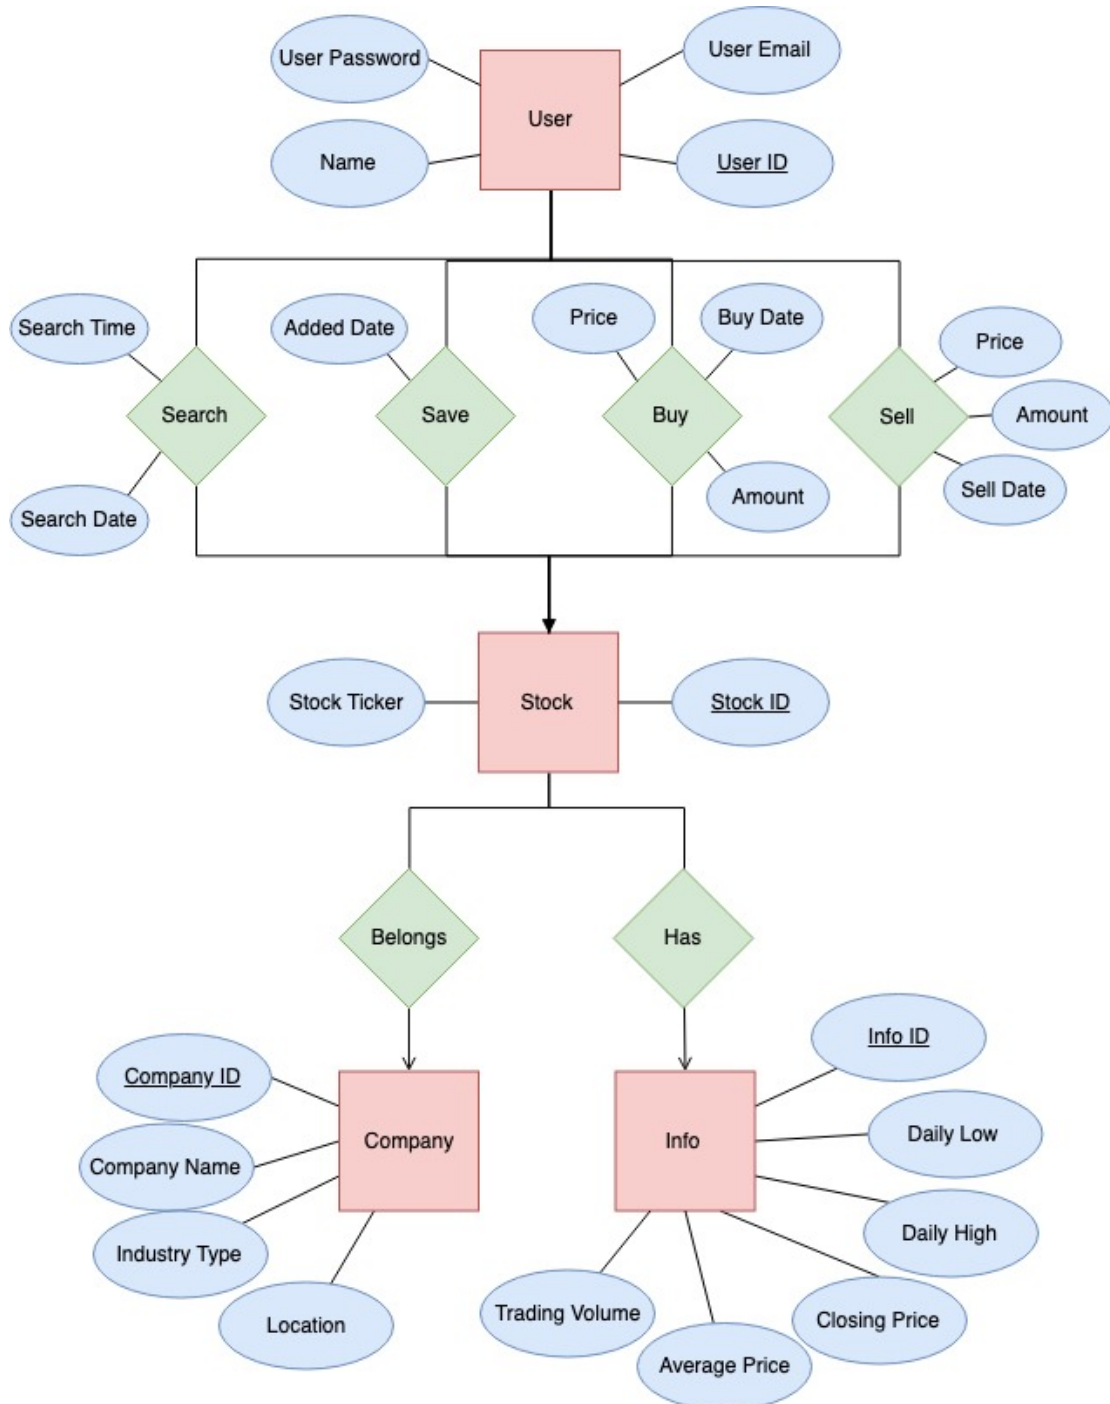 User Password
User Email
User
Name
User ID
Search Time
Added Date
Price
Buy Date
Price
Search
Save
Buy
Sell
Amount
Search Date
Amount
Sell Date
Stock Ticker
Stock
Stock ID
Belongs
Has
Info ID
Company ID
Daily Low
Company
Info
Company Name
Daily High
Industry Type
Trading Volume
Closing Price
Location
Average Price